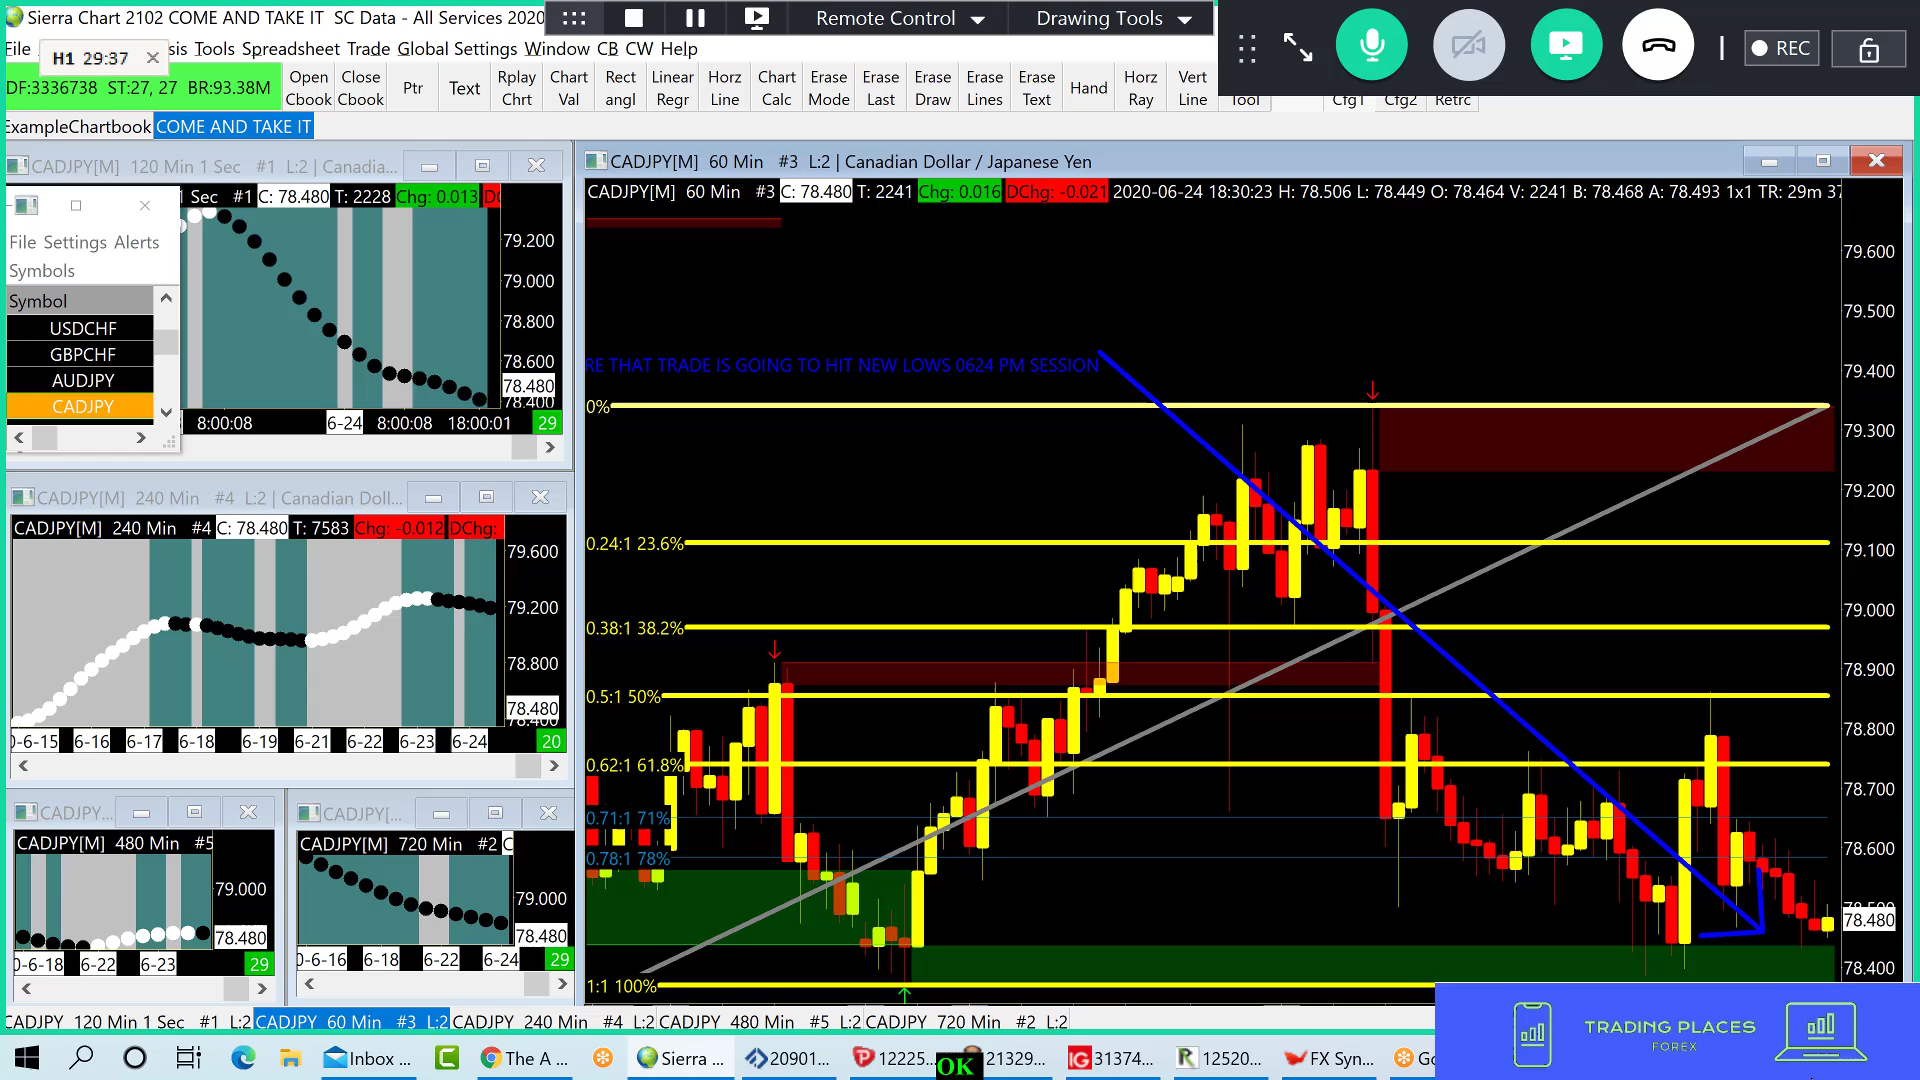 Sierra Chart 2102 COME AND TAKE IT SC Data - All Services 2020
Remote Control
Drawing Tools
REC
File
sis Tools Spreadsheet Trade Global Settings Window CB CW Help
H1 29:37
DF:3336738 ST:27, 27 BR:93.38M
Open Cbook
Close Cbook
Ptr
Text
Rplay Chrt
Chart Val
Rect angl
Linear Regr
Horz Line
Chart Calc
Erase Mode
Erase Last
Erase Draw
Erase Lines
Erase Text
Hand
Horz Ray
Vert Line
Tool
Cfg1
Cfg2
Retrc
ExampleChartbook
COME AND TAKE IT
CADJPY[M] 120 Min 1 Sec #1 L:2 | Canadia...
1 Sec #1 C: 78.480 T: 2228 Chg: 0.013
79.200
79.000
78.800
78.600
78.480
78.400
8:00:08 6-24 8:00:08 18:00:01 29
File Settings Alerts
Symbols
Symbol
USDCHF
GBPCHF
AUDJPY
CADJPY
CADJPY[M] 240 Min #4 L:2 | Canadian Doll...
CADJPY[M] 240 Min #4 C: 78.480 T: 7583 Chg: -0.012 DChg:
79.600
79.200
78.800
78.480
78.400
0-6-15 6-16 6-17 6-18 6-19 6-21 6-22 6-23 6-24 20
CADJPY...
CADJPY[M] 480 Min #5
79.000
78.480
0-6-18 6-22 6-23 29
CADJPY[...
CADJPY[M] 720 Min #2 C
79.000
78.480
0-6-16 6-18 6-22 6-24 29
CADJPY[M] 60 Min #3 L:2 | Canadian Dollar / Japanese Yen
CADJPY[M] 60 Min #3 C: 78.480 T: 2241 Chg: 0.016 DChg: -0.021 2020-06-24 18:30:23 H: 78.506 L: 78.449 O: 78.464 V: 2241 B: 78.468 A: 78.493 1x1 TR: 29m 37
RE THAT TRADE IS GOING TO HIT NEW LOWS 0624 PM SESSION
0%
0.24:1 23.6%
0.38:1 38.2%
0.5:1 50%
0.62:1 61.8%
0.71:1 71%
0.78:1 78%
1:1 100%
79.600
79.500
79.400
79.300
79.200
79.100
79.000
78.900
78.800
78.700
78.600
78.500
78.480
78.400
CADJPY 120 Min 1 Sec #1 L:2
CADJPY 60 Min #3 L:2
CADJPY 240 Min #4 L:2
CADJPY 480 Min #5 L:2
CADJPY 720 Min #2 L:2
TRADING PLACES
FOREX
Inbox ...
The A ...
Sierra ...
20901...
12225...
OK
21329...
IG
31374...
12520...
FX Syn...
Go